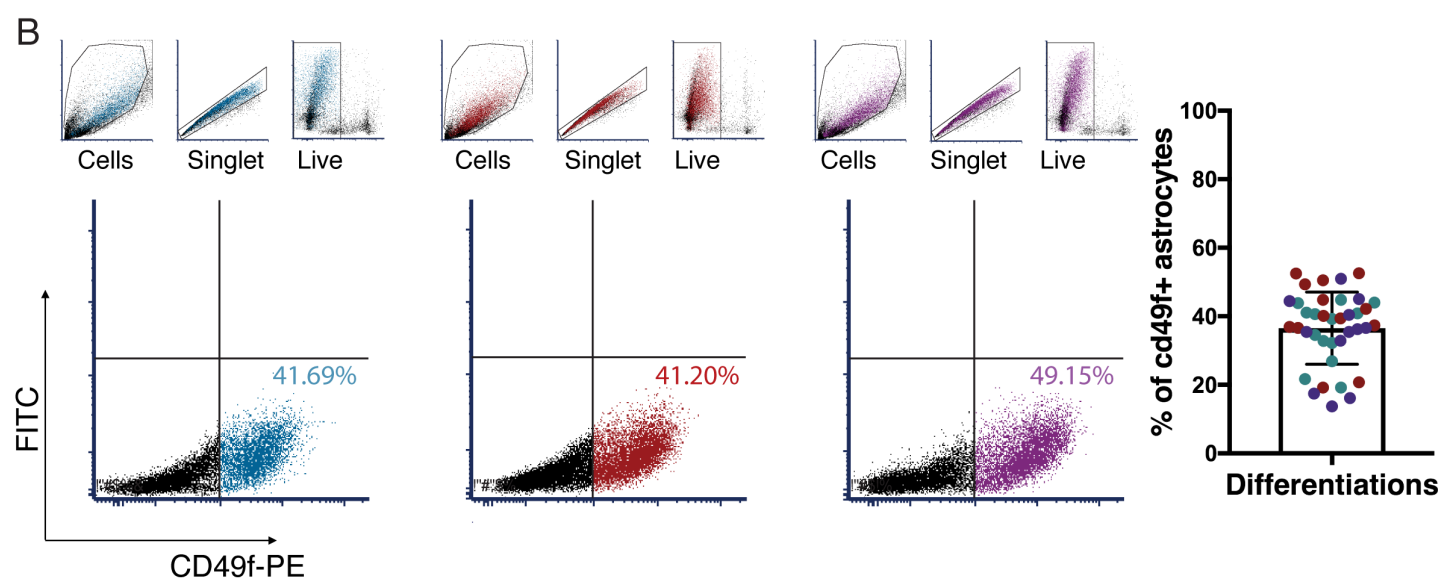 B
Cells Singlet Live
Cells Singlet Live
Cells Singlet Live
41.69%
41.20%
49.15%
FITC
CD49f-PE
% of cd49f+ astrocytes
100
80
60
40
20
0
Differentiations